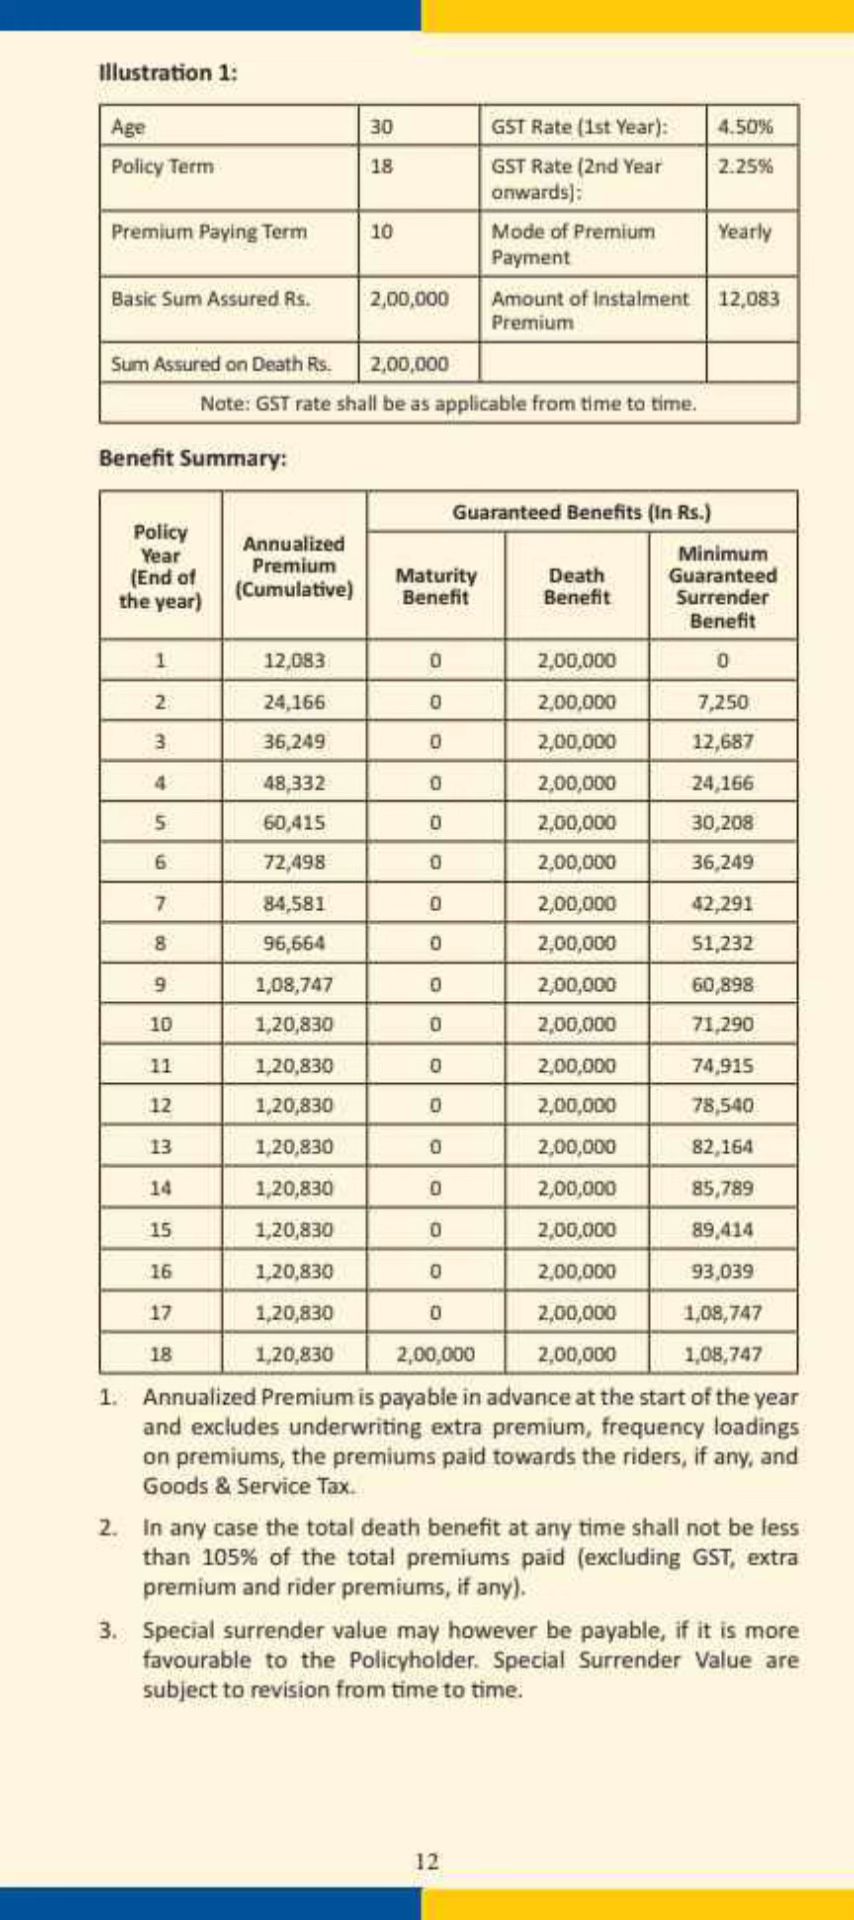 Illustration 1:
Age 30 GST Rate (1st Year): 4.50%
Policy Term 18 GST Rate (2nd Year 2.25%
onwards):
Premium Paying Term 10 Mode of Premium Yearly
Payment
Basic Sum Assured Rs. 2,00,000 Amount of Instalment 12,083
Premium
Sum Assured on Death Rs. 2,00,000
Note: GST rate shall be as applicable from time to time.
Benefit Summary:
Policy
Year
(End of
the year)
Annualized
Premium
(Cumulative)
Guaranteed Benefits (In Rs.)
Maturity
Benefit
Death
Benefit
Minimum
Guaranteed
Surrender
Benefit
1 12,083 0 2,00,000 0
2 24,166 0 2,00,000 7,250
3 36,249 0 2,00,000 12,687
4 48,332 0 2,00,000 24,166
5 60,415 0 2,00,000 30,208
6 72,498 0 2,00,000 36,249
7 84,581 0 2,00,000 42,291
8 96,664 0 2,00,000 51,232
9 1,08,747 0 2,00,000 60,898
10 1,20,830 0 2,00,000 71,290
11 1,20,830 0 2,00,000 74,915
12 1,20,830 0 2,00,000 78,540
13 1,20,830 0 2,00,000 82,164
14 1,20,830 0 2,00,000 85,789
15 1,20,830 0 2,00,000 89,414
16 1,20,830 0 2,00,000 93,039
17 1,20,830 0 2,00,000 1,08,747
18 1,20,830 2,00,000 2,00,000 1,08,747
1. Annualized Premium is payable in advance at the start of the year
and excludes underwriting extra premium, frequency loadings
on premiums, the premiums paid towards the riders, if any, and
Goods & Service Tax.
2. In any case the total death benefit at any time shall not be less
than 105% of the total premiums paid (excluding GST, extra
premium and rider premiums, if any).
3. Special surrender value may however be payable, if it is more
favourable to the Policyholder. Special Surrender Value are
subject to revision from time to time.
12